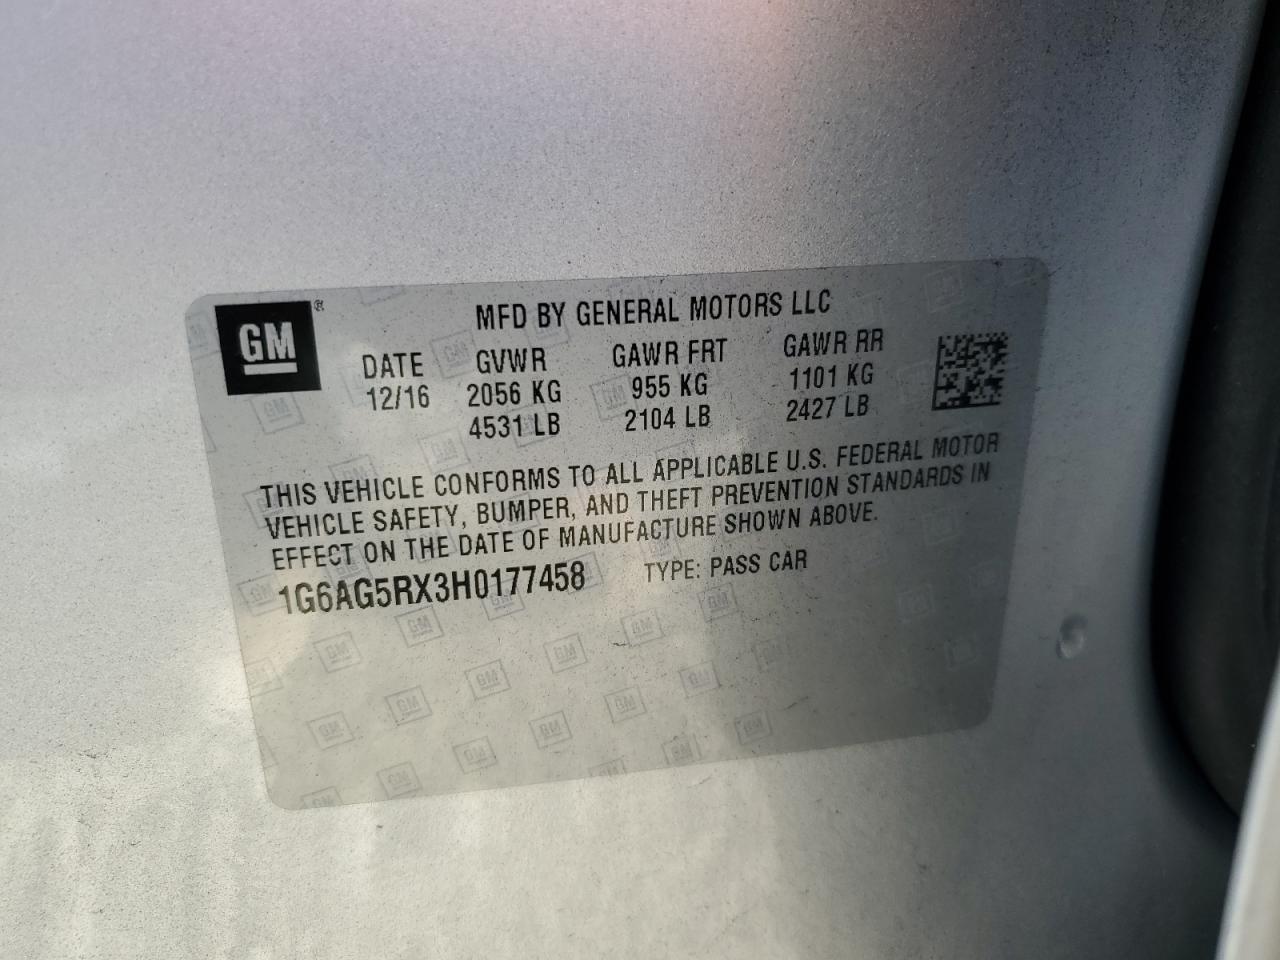 GM®
MFD BY GENERAL MOTORS LLC
DATE GVWR GAWR FRT GAWR RR
12/16 2056 KG 955 KG 1101 KG
4531 LB 2104 LB 2427 LB
THIS VEHICLE CONFORMS TO ALL APPLICABLE U.S. FEDERAL MOTOR
VEHICLE SAFETY, BUMPER, AND THEFT PREVENTION STANDARDS IN
EFFECT ON THE DATE OF MANUFACTURE SHOWN ABOVE.
1G6AG5RX3H0177458 TYPE: PASS CAR